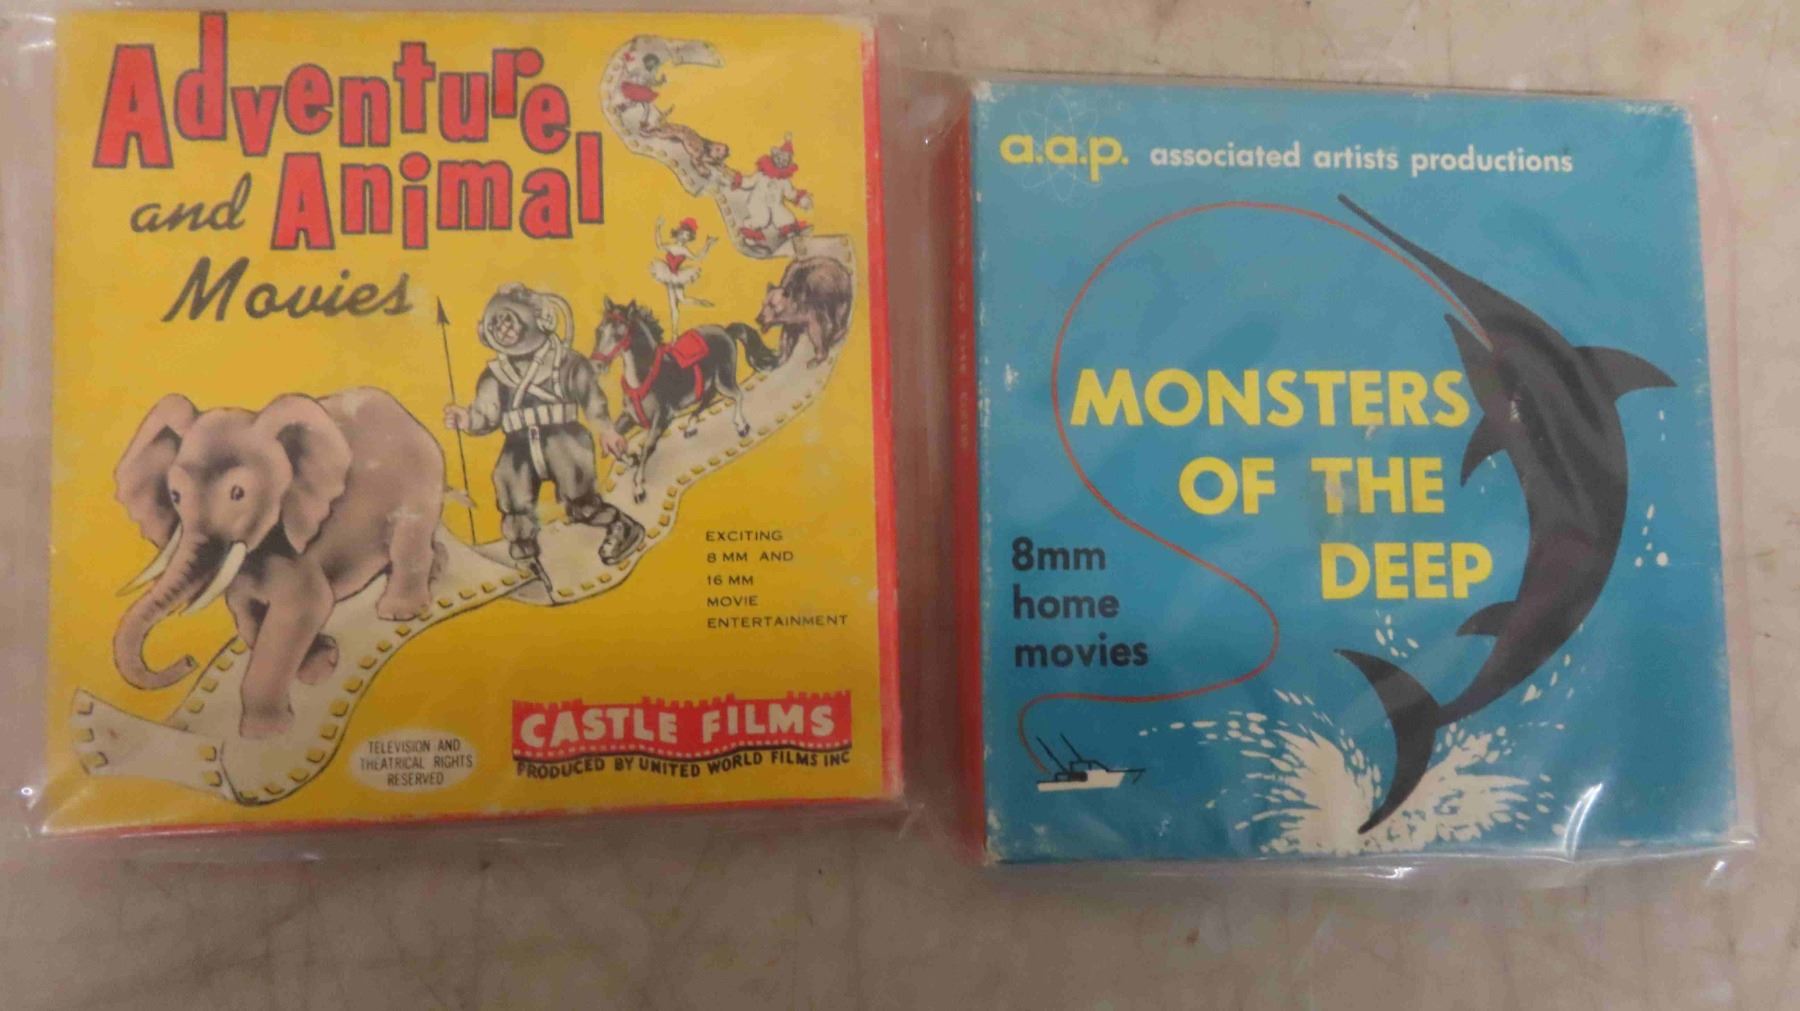 Adventure
and Animal
Movies
EXCITING
8 MM AND
16 MM
MOVIE
ENTERTAINMENT
TELEVISION AND
THEATRICAL RIGHTS
RESERVED
CASTLE FILMS
PRODUCED BY UNITED WORLD FILMS INC
a.a.p. associated artists productions
MONSTERS
OF THE
DEEP
8mm
home
movies